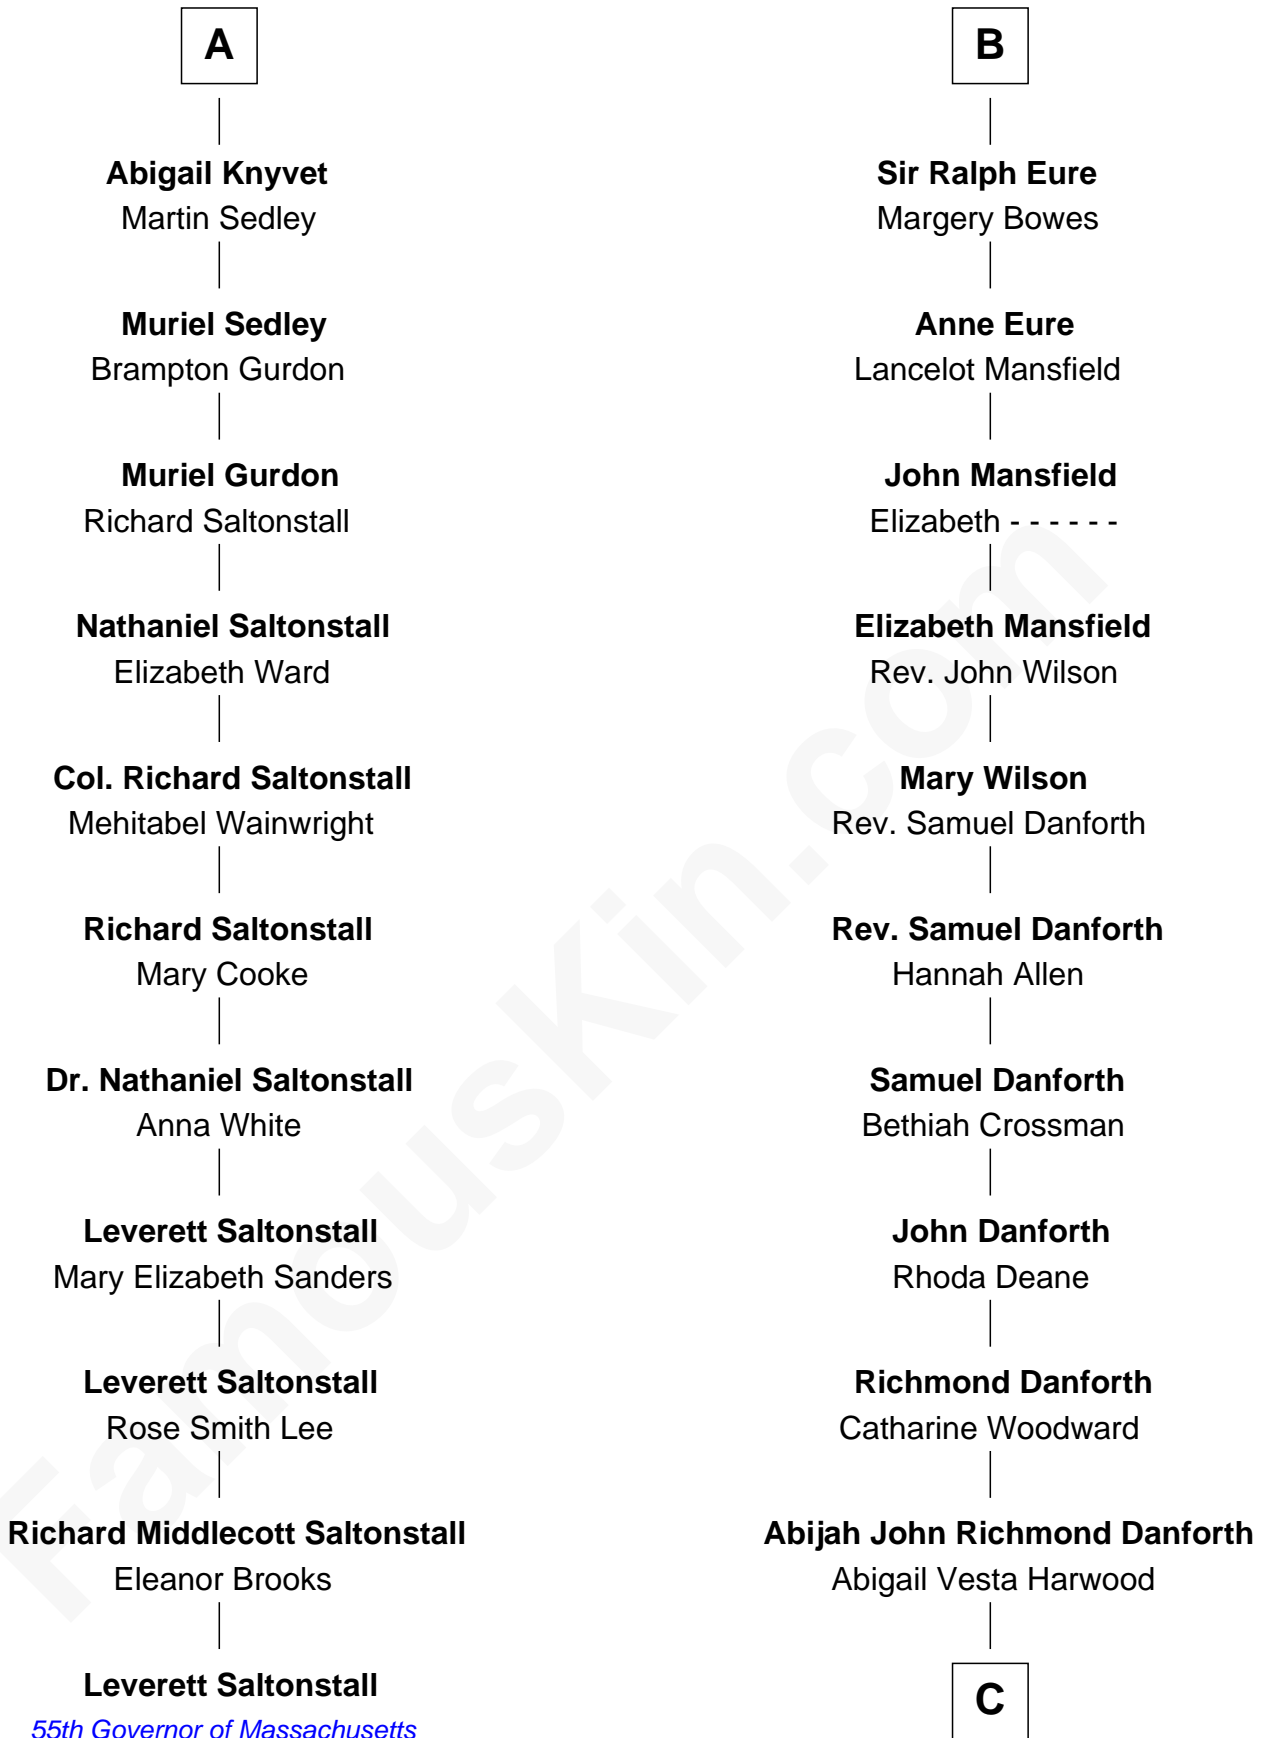 A
Abigail Knyvet
Martin Sedley
Muriel Sedley
Brampton Gurdon
Muriel Gurdon
Richard Saltonstall
Nathaniel Saltonstall
Elizabeth Ward
Col. Richard Saltonstall
Mehitabel Wainwright
Richard Saltonstall
Mary Cooke
Dr. Nathaniel Saltonstall
Anna White
Leverett Saltonstall
Mary Elizabeth Sanders
Leverett Saltonstall
Rose Smith Lee
Richard Middlecott Saltonstall
Eleanor Brooks
Leverett Saltonstall
55th Governor of Massachusetts
B
Sir Ralph Eure
Margery Bowes
Anne Eure
Lancelot Mansfield
John Mansfield
Elizabeth - - - - - -
Elizabeth Mansfield
Rev. John Wilson
Mary Wilson
Rev. Samuel Danforth
Rev. Samuel Danforth
Hannah Allen
Samuel Danforth
Bethiah Crossman
John Danforth
Rhoda Deane
Richmond Danforth
Catharine Woodward
Abijah John Richmond Danforth
Abigail Vesta Harwood
C
FamousKin.com